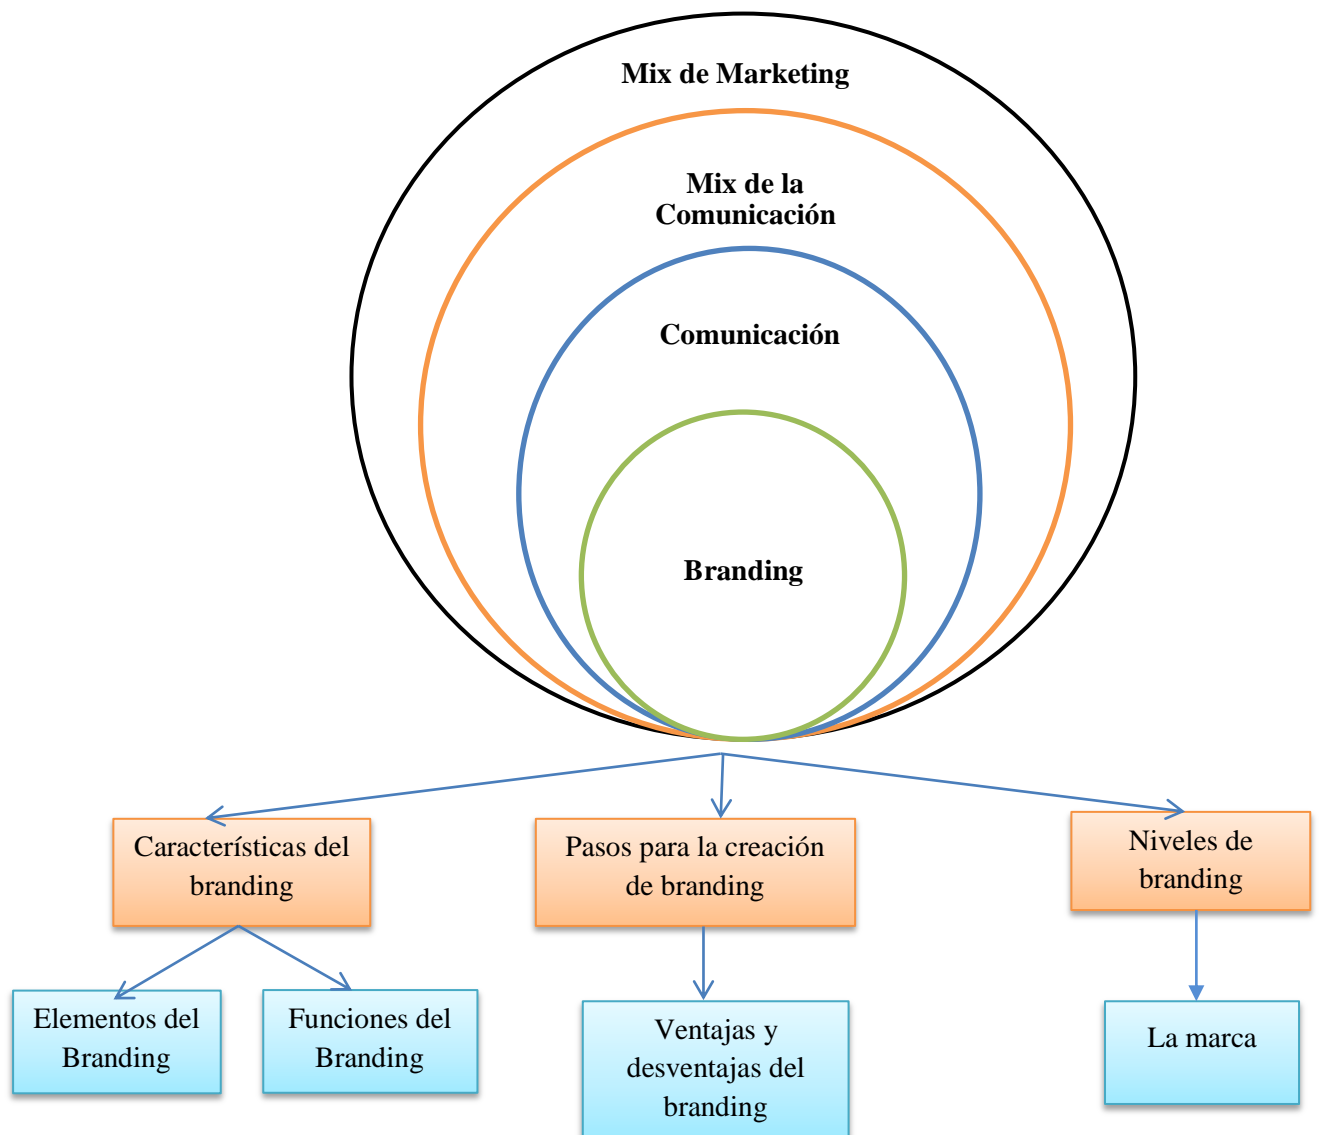 Mix de Marketing
Mix de la
Comunicación
Comunicación
Branding
Características del
branding
Pasos para la creación
de branding
Niveles de
branding
Elementos del
Branding
Funciones del
Branding
Ventajas y
desventajas del
branding
La marca